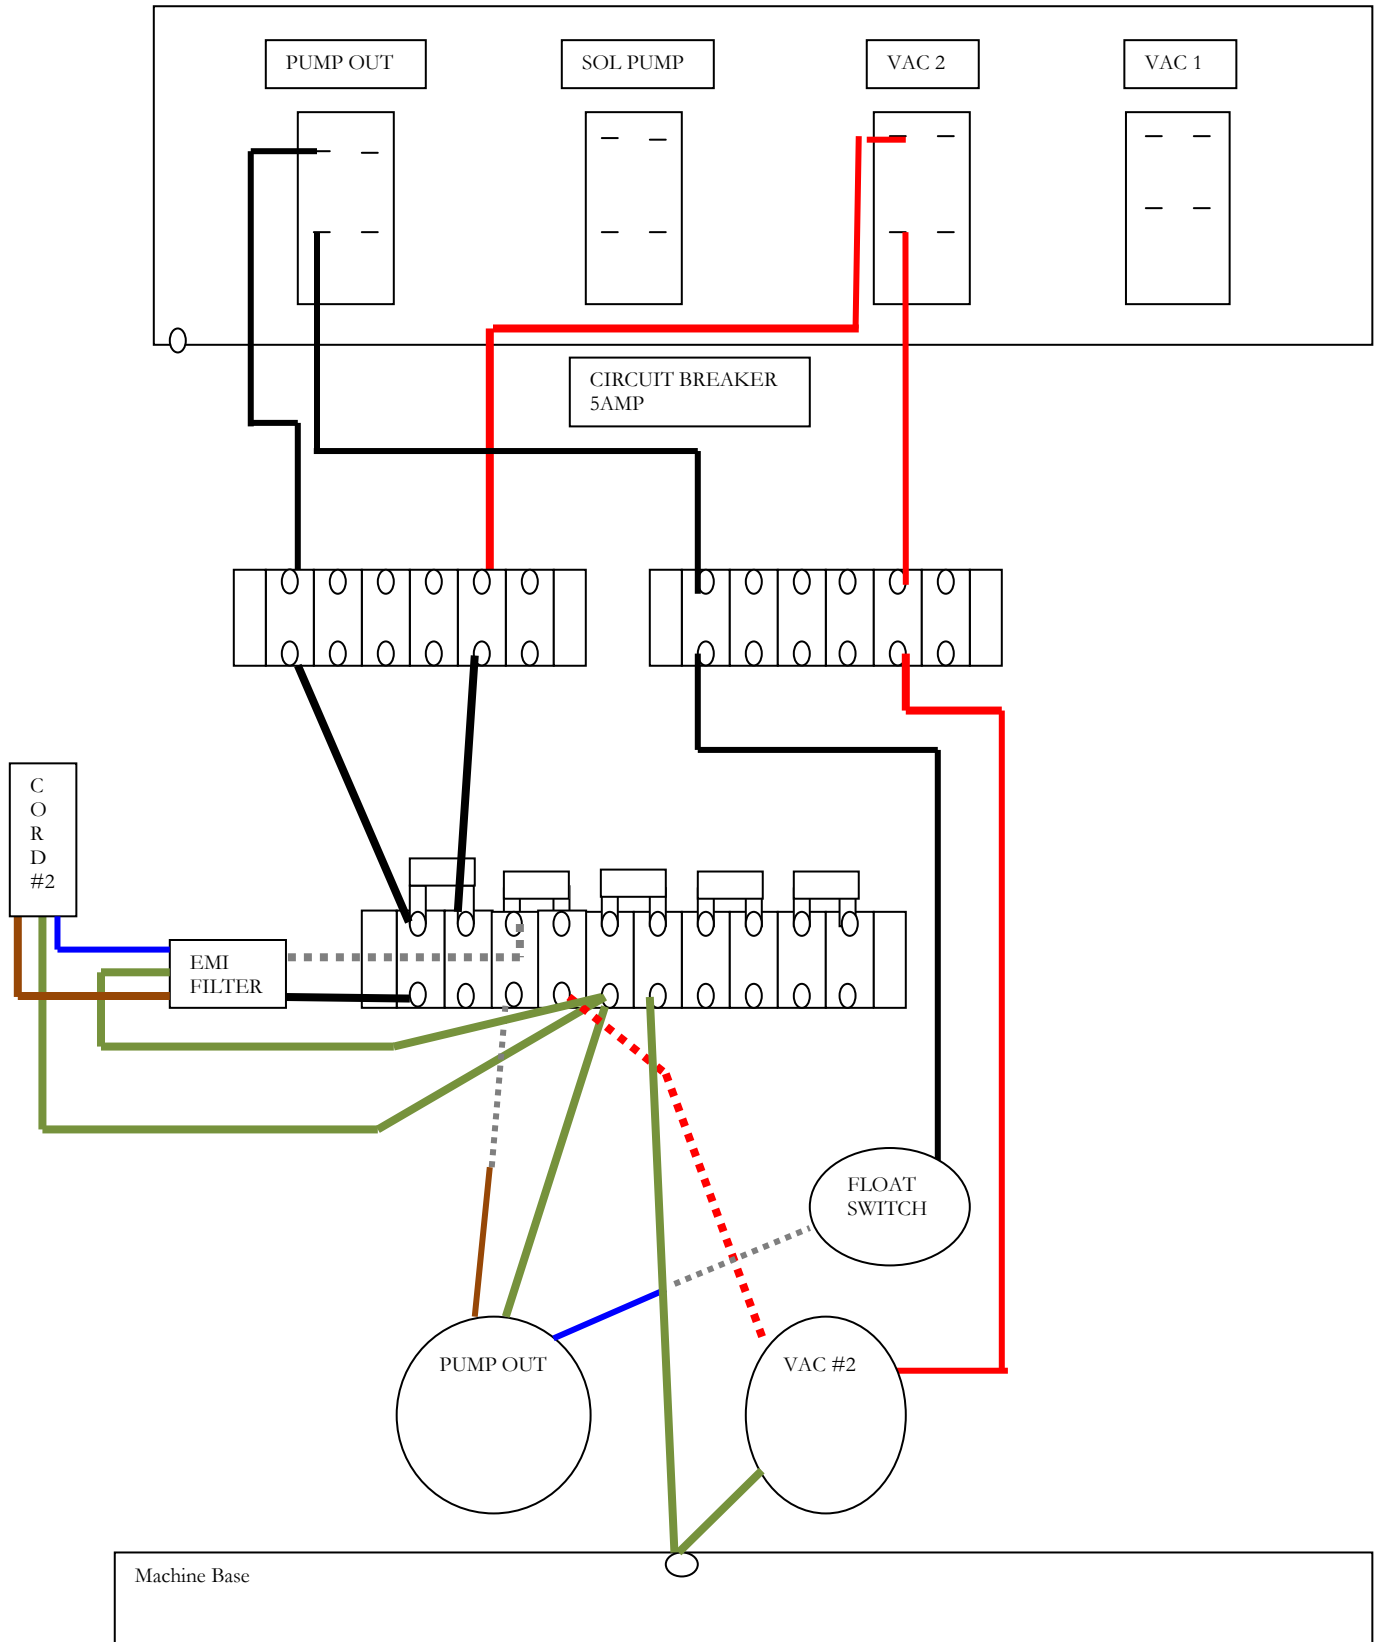 PUMP OUT
SOL PUMP
VAC 2
VAC 1
CIRCUIT BREAKER
5AMP
C
O
R
D
#2
EMI
FILTER
FLOAT
SWITCH
PUMP OUT
VAC #2
Machine Base